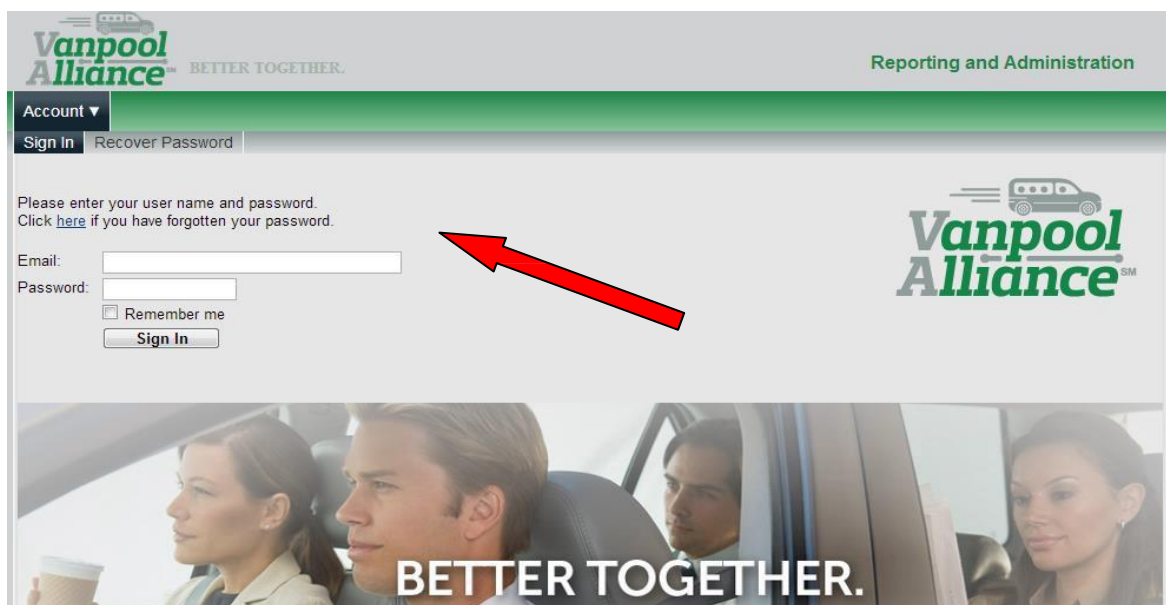 Vanpool
Alliance SM BETTER TOGETHER.
Reporting and Administration
Account ▼
Sign In Recover Password
Please enter your user name and password.
Click here if you have forgotten your password.
Email:
Password:
Remember me
Sign In
Vanpool
Alliance SM
BETTER TOGETHER.